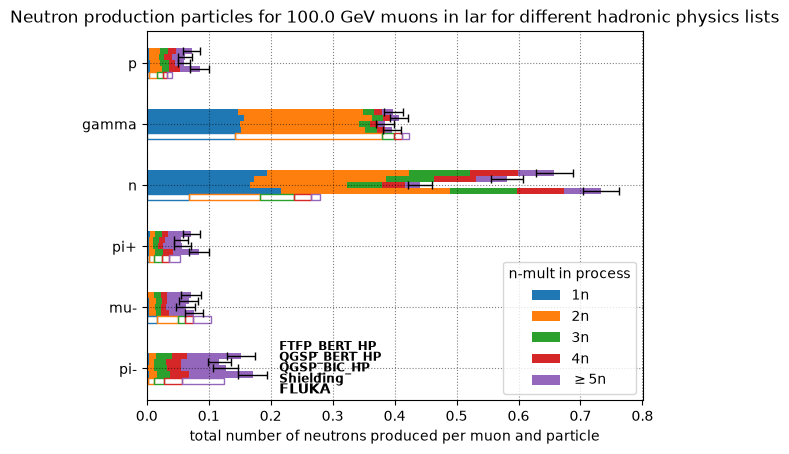 Neutron production particles for 100.0 GeV muons in lar for different hadronic physics lists
p
gamma
n
pi+
mu-
pi-
n-mult in process
1n
2n
3n
4n
≥5n
FTFP_BERT_HP
QGSP_BERT_HP
QGSP_BIC_HP
Shielding
FLUKA
0.0 0.1 0.2 0.3 0.4 0.5 0.6 0.7 0.8
total number of neutrons produced per muon and particle